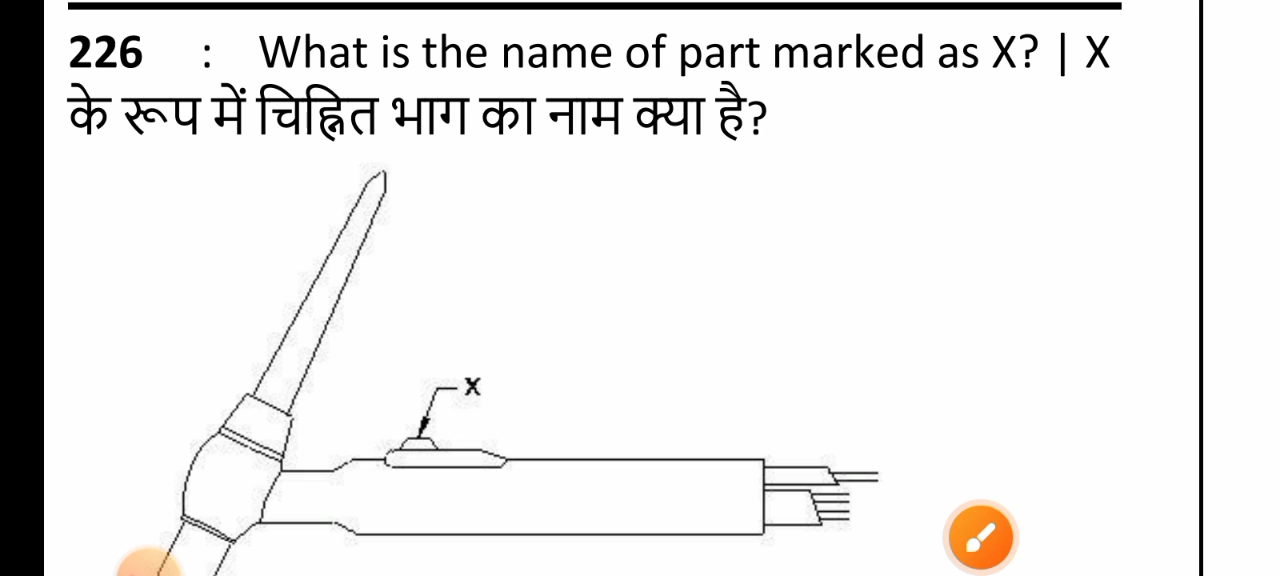 226 : What is the name of part marked as X? | X
के रूप में चिह्नित भाग का नाम क्या है?
X